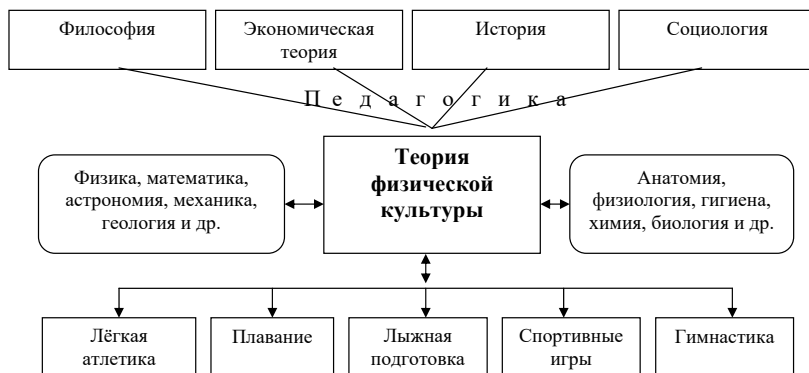 Философия
Экономическая
теория
История
Социология
П е д а г о г и к а
Теория
физической
культуры
Физика, математика,
астрономия, механика,
геология и др.
Анатомия,
физиология, гигиена,
химия, биология и др.
Лёгкая
атлетика
Плавание
Лыжная
подготовка
Спортивные
игры
Гимнастика